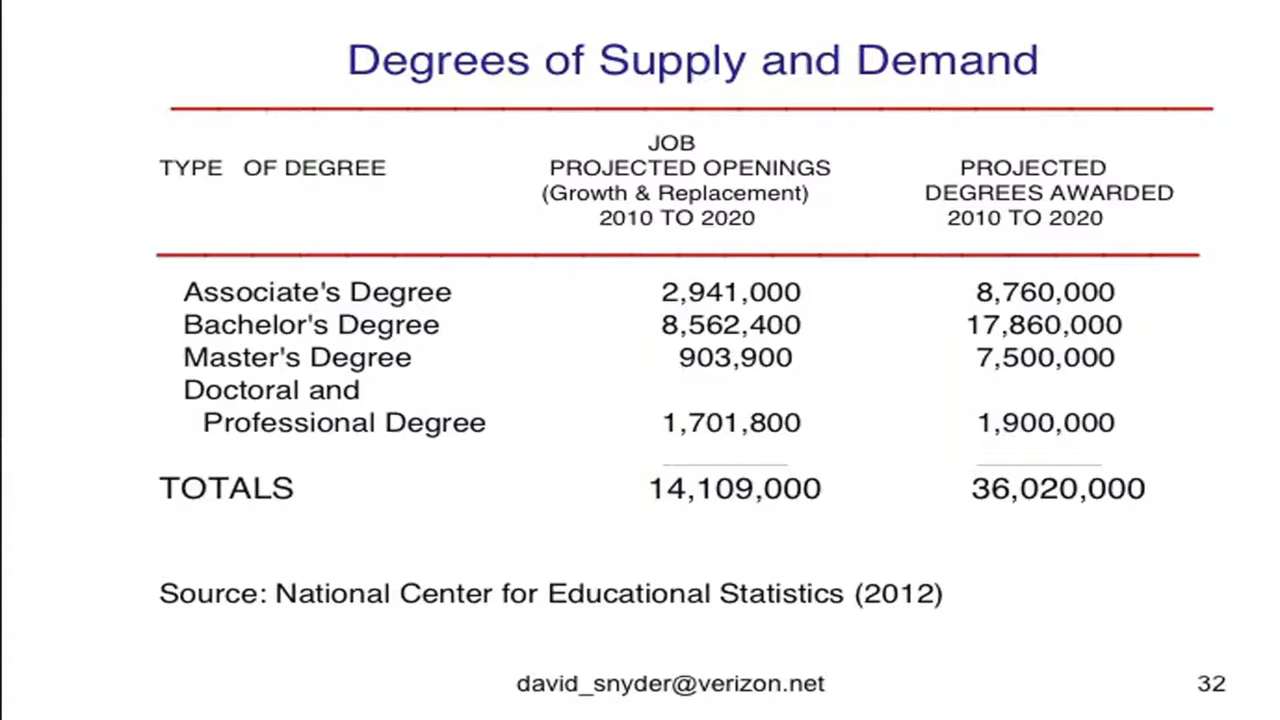 Degrees of Supply and Demand
JOB
TYPE OF DEGREE PROJECTED OPENINGS PROJECTED
(Growth & Replacement) DEGREES AWARDED
2010 TO 2020 2010 TO 2020
Associate's Degree 2,941,000 8,760,000
Bachelor's Degree 8,562,400 17,860,000
Master's Degree 903,900 7,500,000
Doctoral and
Professional Degree 1,701,800 1,900,000
TOTALS 14,109,000 36,020,000
Source: National Center for Educational Statistics (2012)
david_snyder@verizon.net 32